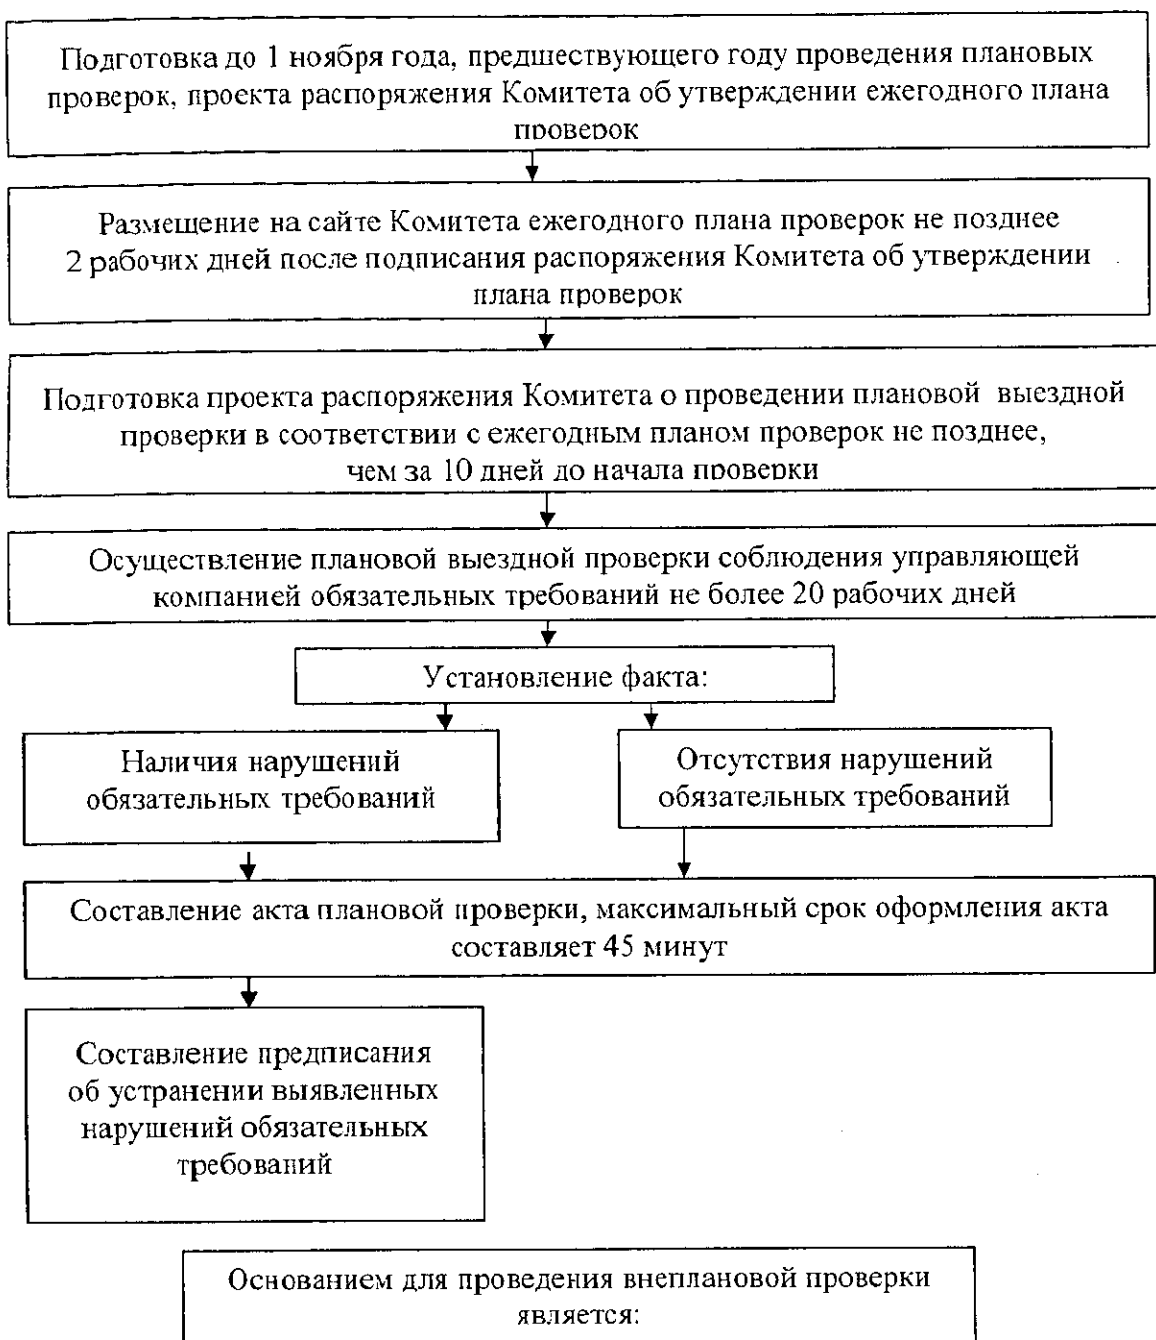 Подготовка до 1 ноября года, предшествующего году проведения плановых
проверок, проекта распоряжения Комитета об утверждении ежегодного плана
проверок
Размещение на сайте Комитета ежегодного плана проверок не позднее
2 рабочих дней после подписания распоряжения Комитета об утверждении
плана проверок
Подготовка проекта распоряжения Комитета о проведении плановой выездной
проверки в соответствии с ежегодным планом проверок не позднее,
чем за 10 дней до начала проверки
Осуществление плановой выездной проверки соблюдения управляющей
компанией обязательных требований не более 20 рабочих дней
Установление факта:
Наличия нарушений
обязательных требований
Отсутствия нарушений
обязательных требований
Составление акта плановой проверки, максимальный срок оформления акта
составляет 45 минут
Составление предписания
об устранении выявленных
нарушений обязательных
требований
Основанием для проведения внеплановой проверки
является: